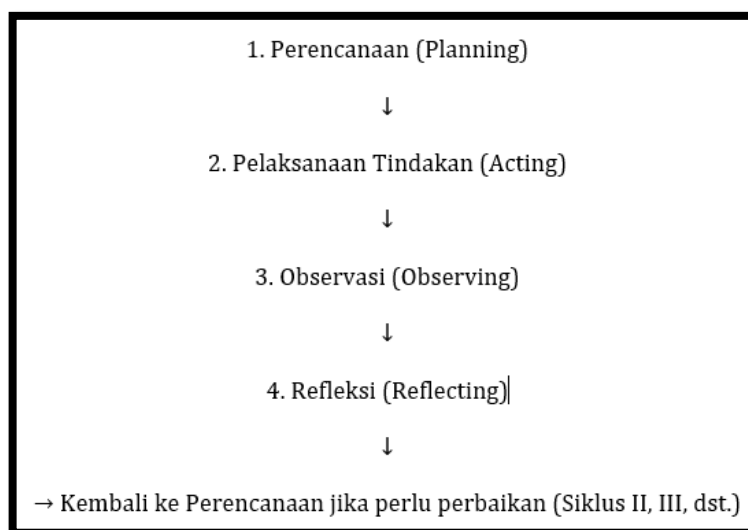 1. Perencanaan (Planning)
↓
2. Pelaksanaan Tindakan (Acting)
↓
3. Observasi (Observing)
↓
4. Refleksi (Reflecting)
↓
→ Kembali ke Perencanaan jika perlu perbaikan (Siklus II, III, dst.)